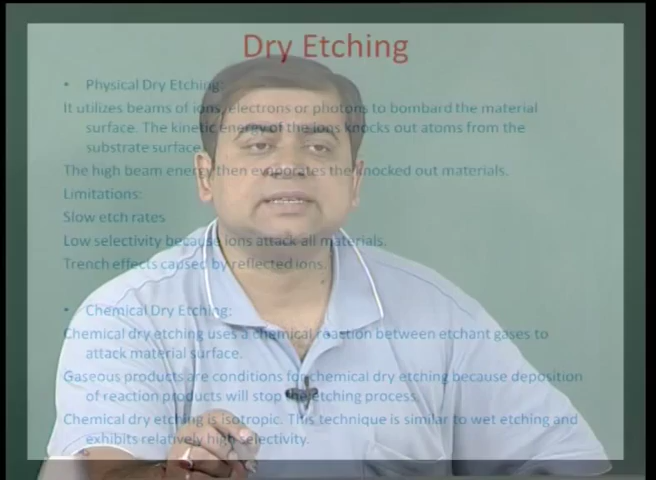 Dry Etching
• Physical Dry Etching:
It utilizes beams of ions, electrons or photons to bombard the material
surface. The kinetic energy of the ions knocks out atoms from the
substrate surface.
The high beam energy then evaporates the knocked out materials.
Limitations:
Slow etch rates
Low selectivity because ions attack all materials.
Trench effects caused by reflected ions.
• Chemical Dry Etching:
Chemical dry etching uses a chemical reaction between etchant gases to
attack material surface.
Gaseous products are conditions for chemical dry etching because deposition
of reaction products will stop the etching process.
Chemical dry etching is isotropic. This technique is similar to wet etching and
exhibits relatively high selectivity.